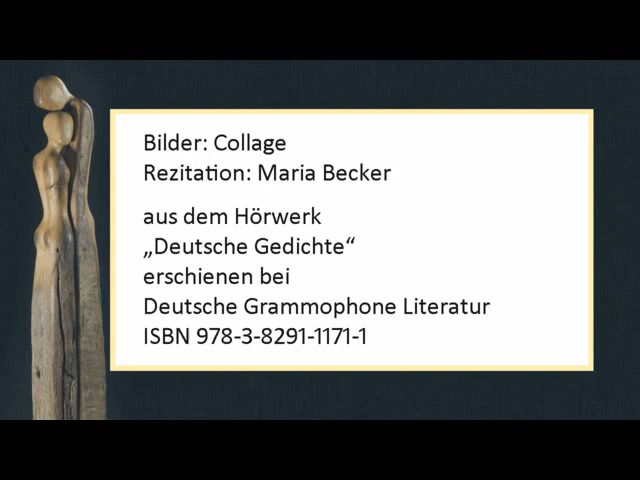 Bilder: Collage
Rezitation: Maria Becker
aus dem Hörwerk
„Deutsche Gedichte“
erschienen bei
Deutsche Grammophone Literatur
ISBN 978-3-8291-1171-1